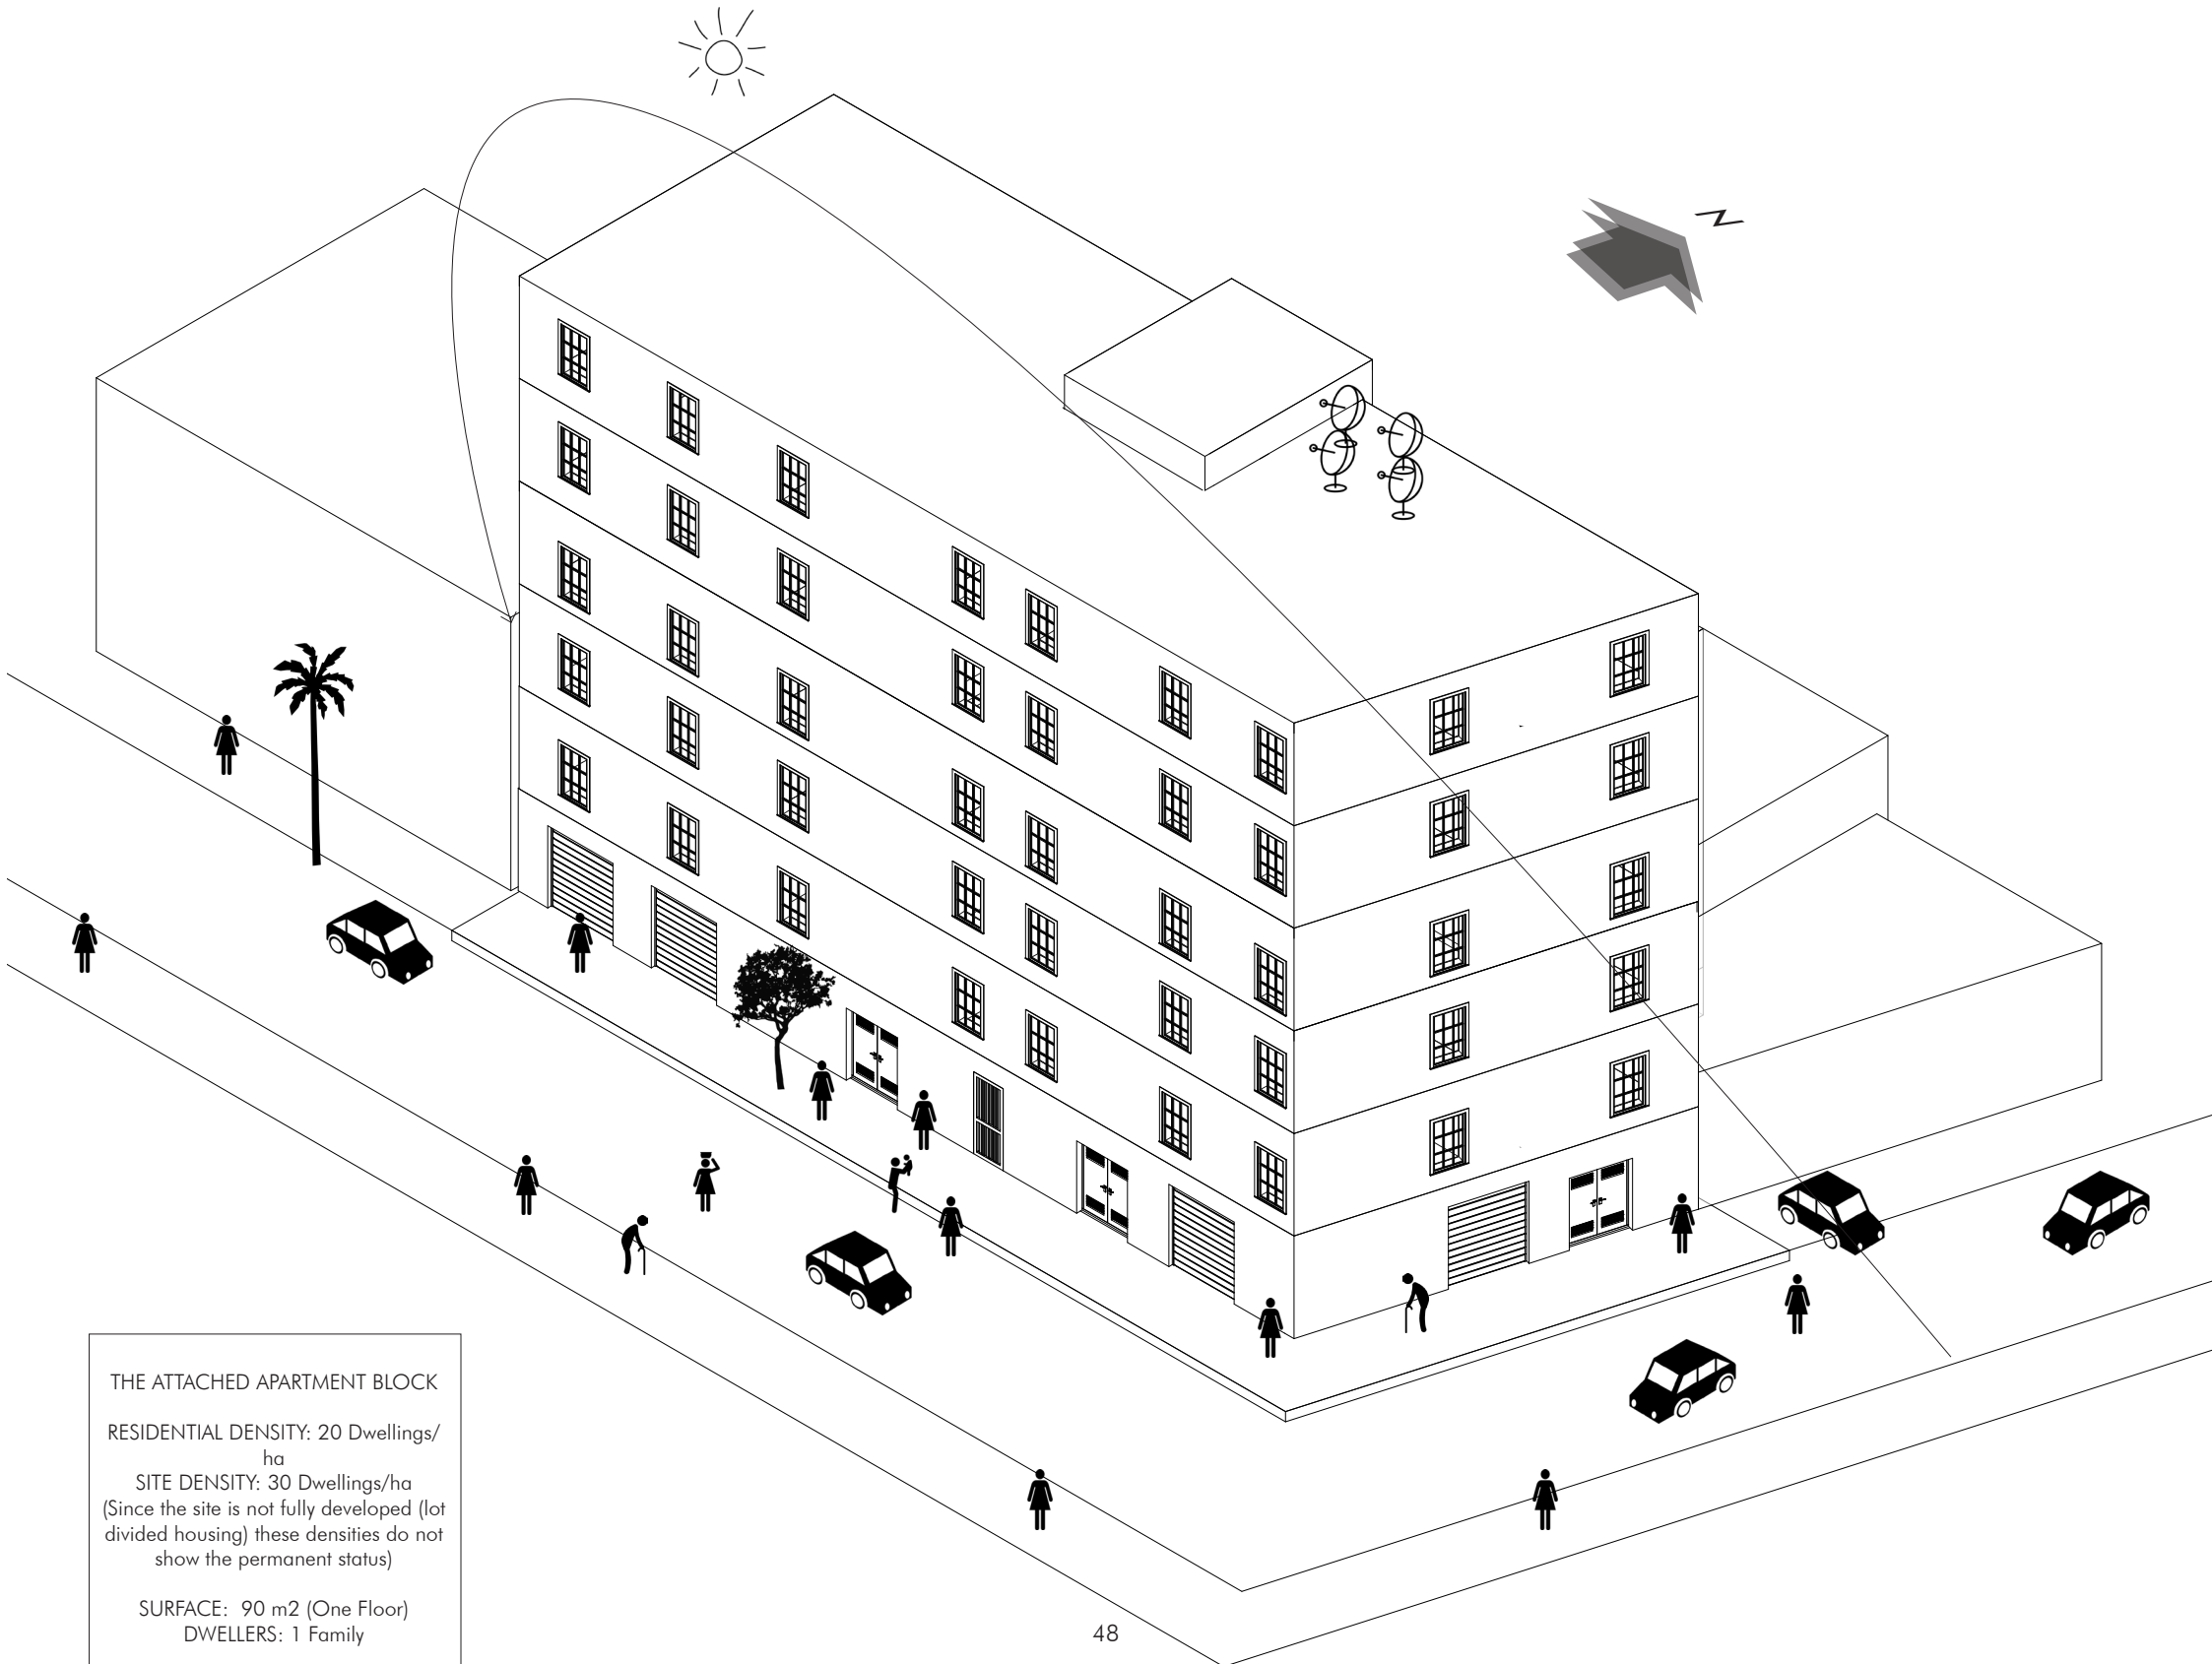 N
THE ATTACHED APARTMENT BLOCK
RESIDENTIAL DENSITY: 20 Dwellings/
ha
SITE DENSITY: 30 Dwellings/ha
(Since the site is not fully developed (lot
divided housing) these densities do not
show the permanent status)
SURFACE: 90 m2 (One Floor)
DWELLERS: 1 Family
48